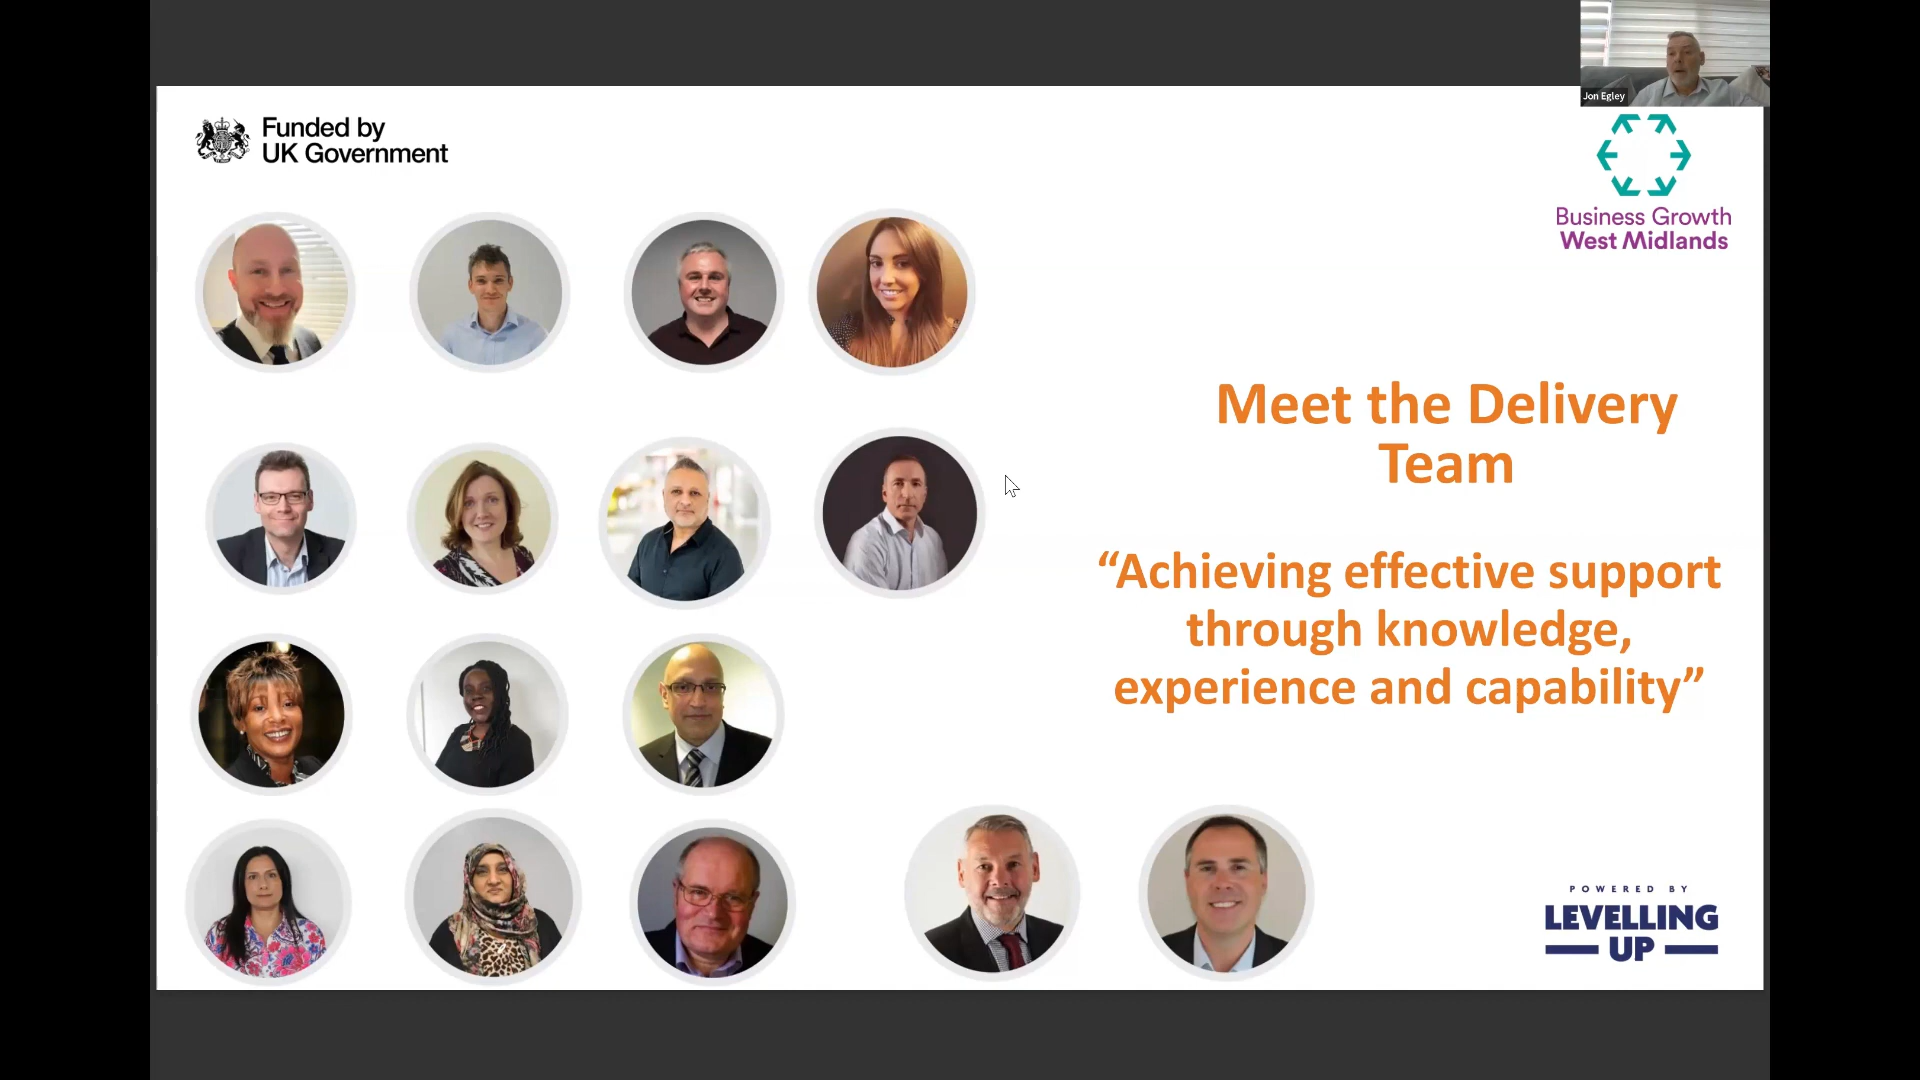 Jon Egley
Funded by
UK Government
Business Growth
West Midlands
Meet the Delivery
Team
“Achieving effective support
through knowledge,
experience and capability”
POWERED BY
LEVELLING
UP